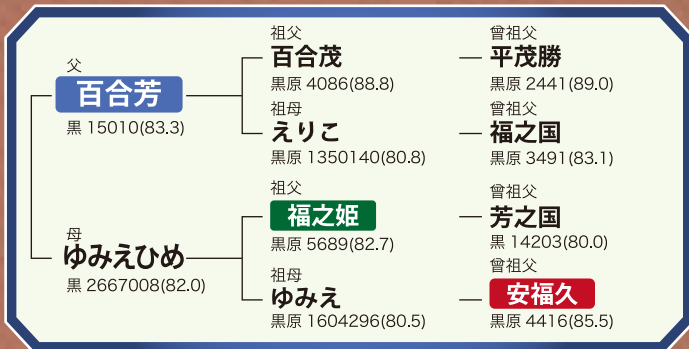 父
百合芳
黒 15010(83.3)
母
ゆみえひめ
黒 2667008(82.0)
祖父
百合茂
黒原 4086(88.8)
祖母
えりこ
黒原 1350140(80.8)
祖父
福之姫
黒原 5689(82.7)
祖母
ゆみえ
黒原 1604296(80.5)
曾祖父
平茂勝
黒原 2441(89.0)
曾祖父
福之国
黒原 3491(83.1)
曾祖父
芳之国
黒 14203(80.0)
曾祖父
安福久
黒原 4416(85.5)